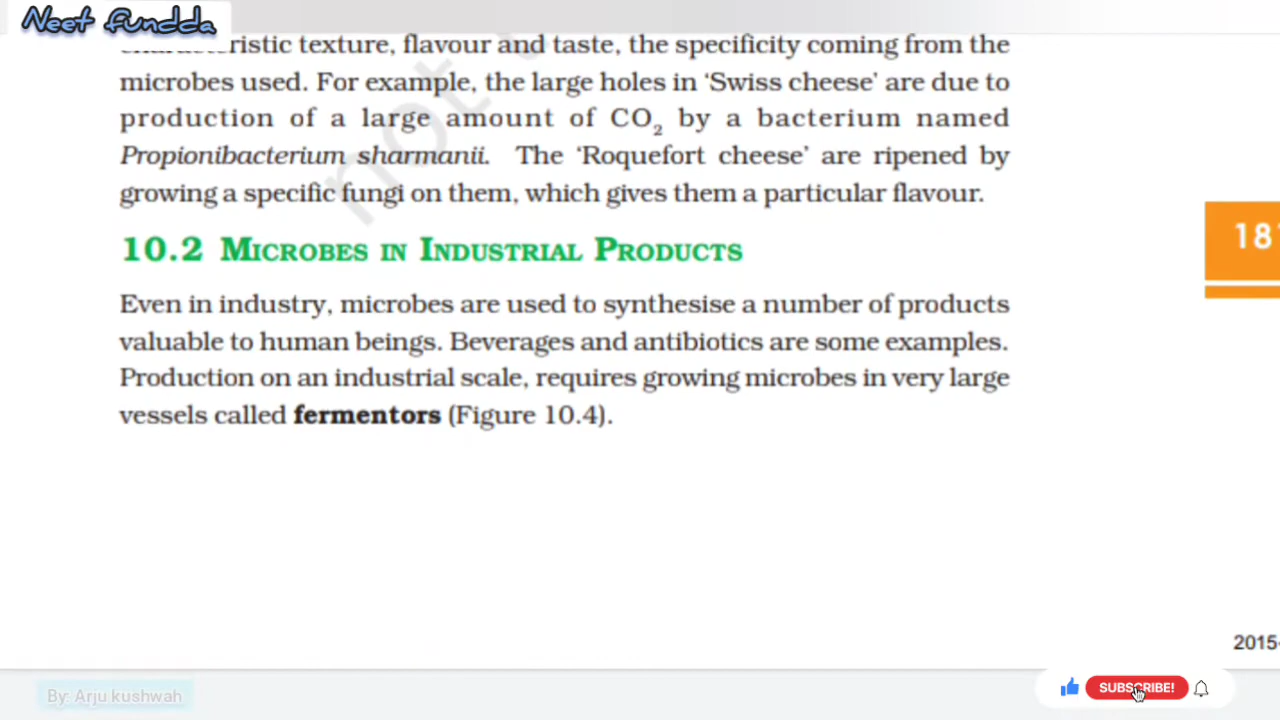 Neet fundda
characteristic texture, flavour and taste, the specificity coming from the
microbes used. For example, the large holes in ‘Swiss cheese’ are due to
production of a large amount of CO₂ by a bacterium named
Propionibacterium sharmanii. The ‘Roquefort cheese’ are ripened by
growing a specific fungi on them, which gives them a particular flavour.
10.2 MICROBES IN INDUSTRIAL PRODUCTS
Even in industry, microbes are used to synthesise a number of products
valuable to human beings. Beverages and antibiotics are some examples.
Production on an industrial scale, requires growing microbes in very large
vessels called fermentors (Figure 10.4).
not
2015-
By: Arju kushwah
SUBSCRIBE!